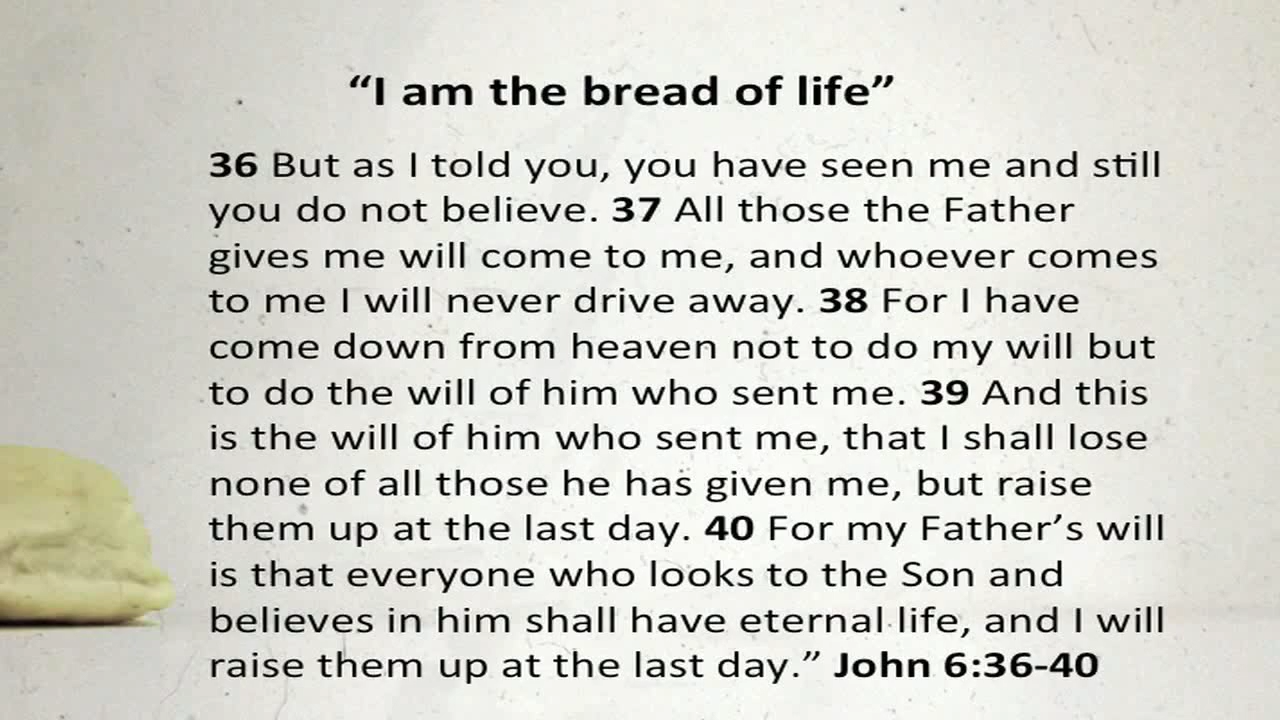 “I am the bread of life”
36 But as I told you, you have seen me and still
you do not believe. 37 All those the Father
gives me will come to me, and whoever comes
to me I will never drive away. 38 For I have
come down from heaven not to do my will but
to do the will of him who sent me. 39 And this
is the will of him who sent me, that I shall lose
none of all those he has given me, but raise
them up at the last day. 40 For my Father’s will
is that everyone who looks to the Son and
believes in him shall have eternal life, and I will
raise them up at the last day.” John 6:36-40